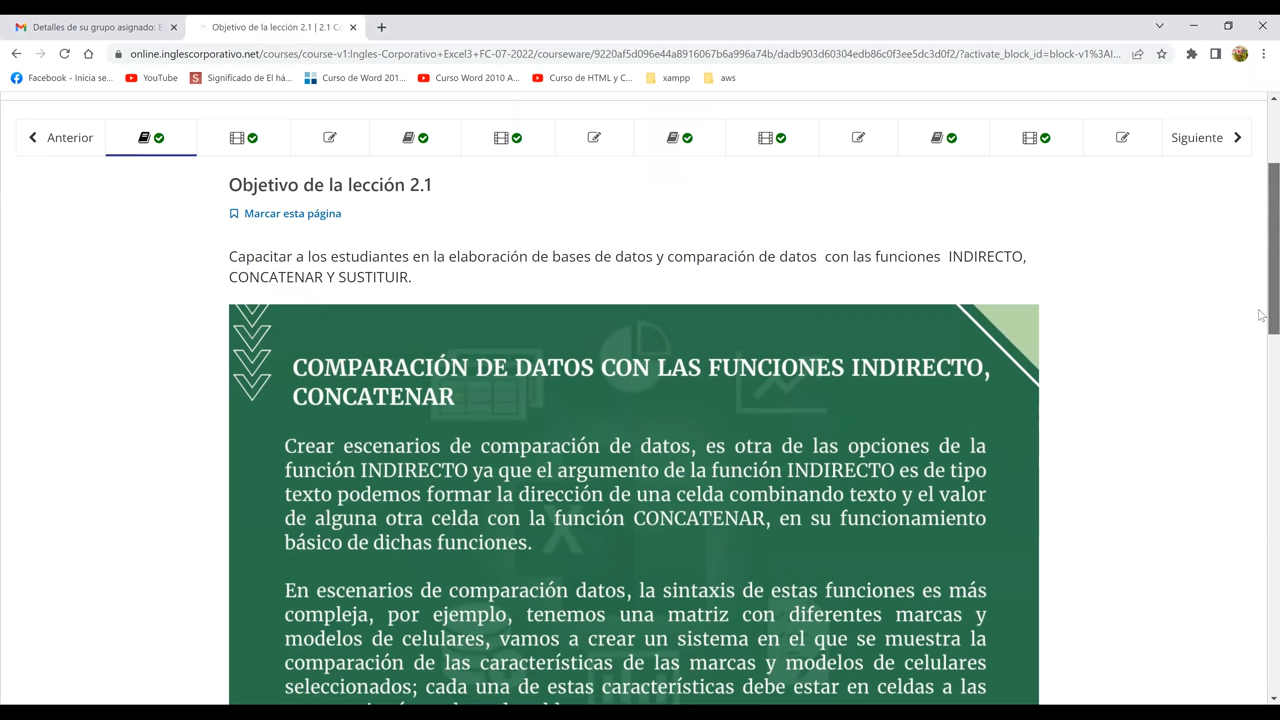 Detalles de su grupo asignado: E
Objetivo de la lección 2.1 | 2.1 Co
online.inglescorporativo.net/courses/course-v1:Ingles-Corporativo+Excel3+FC-07-2022/courseware/9220af5d096e44a8916067b6a996a74b/dadb903d60304edb86c0f3ee5dc3d0f2/?activate_block_id=block-v1%3AI...
Facebook - Inicia se...
YouTube
Significado de El há...
Curso de Word 201...
Curso Word 2010 A...
Curso de HTML y C...
xampp
aws
Anterior
Siguiente
Objetivo de la lección 2.1
Marcar esta página
Capacitar a los estudiantes en la elaboración de bases de datos y comparación de datos con las funciones INDIRECTO,
CONCATENAR Y SUSTITUIR.
COMPARACIÓN DE DATOS CON LAS FUNCIONES INDIRECTO,
CONCATENAR
Crear escenarios de comparación de datos, es otra de las opciones de la
función INDIRECTO ya que el argumento de la función INDIRECTO es de tipo
texto podemos formar la dirección de una celda combinando texto y el valor
de alguna otra celda con la función CONCATENAR, en su funcionamiento
básico de dichas funciones.
En escenarios de comparación datos, la sintaxis de estas funciones es más
compleja, por ejemplo, tenemos una matriz con diferentes marcas y
modelos de celulares, vamos a crear un sistema en el que se muestra la
comparación de las características de las marcas y modelos de celulares
seleccionados; cada una de estas características debe estar en celdas a las